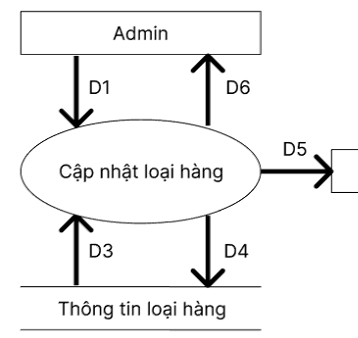 Admin
D1
D6
D5
Cập nhật loại hàng
D3
D4
Thông tin loại hàng